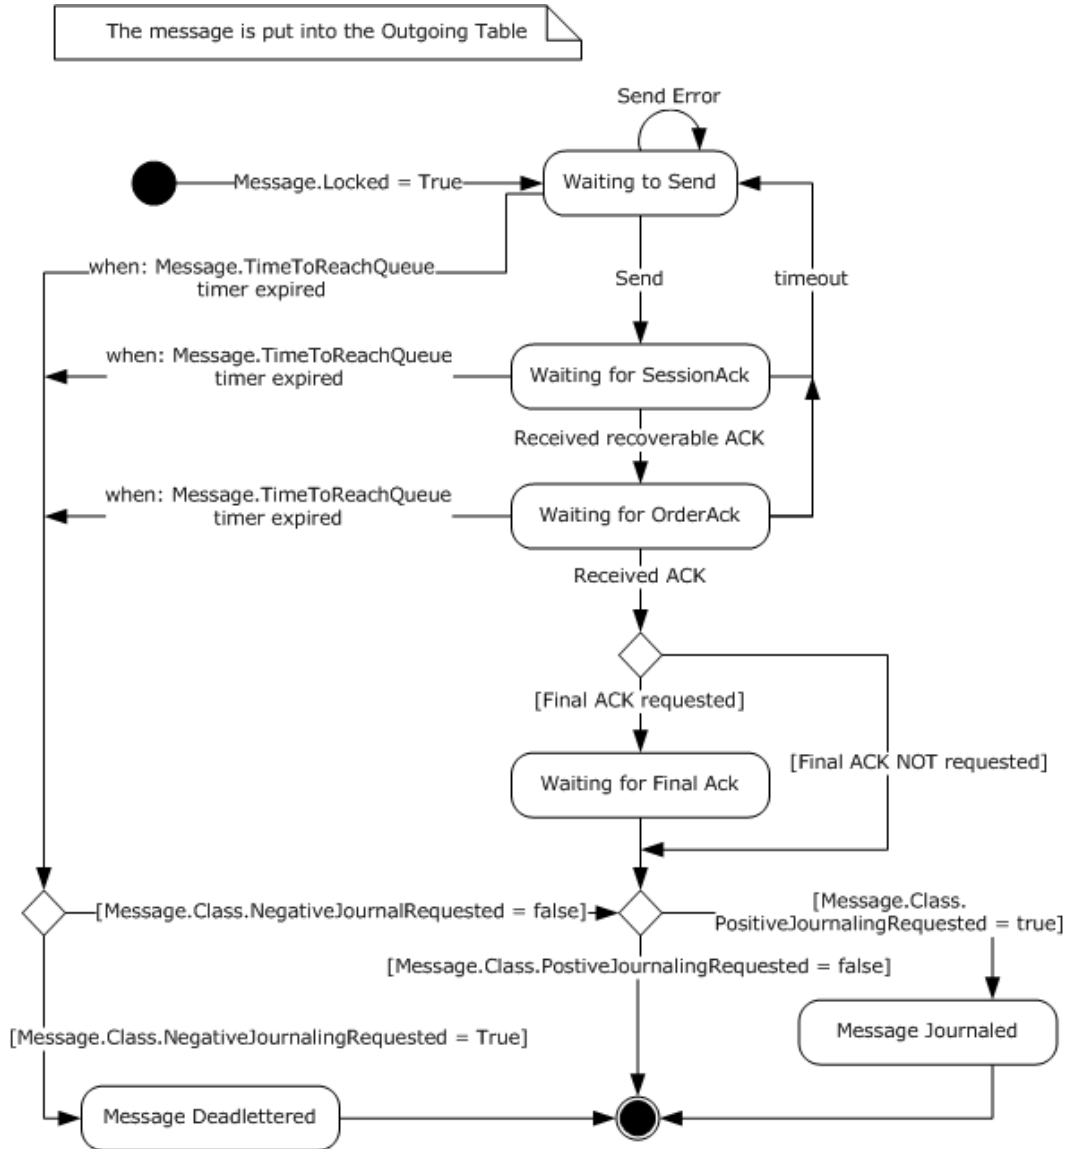 The message is put into the Outgoing Table
Send Error
Message.Locked = True
Waiting to Send
when: Message.TimeToReachQueue
timer expired
Send
timeout
when: Message.TimeToReachQueue
timer expired
Waiting for SessionAck
Received recoverable ACK
when: Message.TimeToReachQueue
timer expired
Waiting for OrderAck
Received ACK
[Final ACK requested]
[Final ACK NOT requested]
Waiting for Final Ack
[Message.Class.NegativeJournalRequested = false]
[Message.Class.
PositiveJournalingRequested = true]
[Message.Class.PostiveJournalingRequested = false]
[Message.Class.NegativeJournalingRequested = True]
Message Journaled
Message Deadlettered